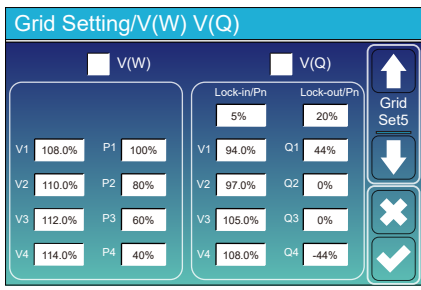 Grid Setting/V(W) V(Q)
V(W)
V(Q)
Lock-in/Pn Lock-out/Pn
5% 20%
V1 108.0% P1 100%
V2 110.0% P2 80%
V3 112.0% P3 60%
V4 114.0% P4 40%
V1 94.0% Q1 44%
V2 97.0% Q2 0%
V3 105.0% Q3 0%
V4 108.0% Q4 -44%
Grid
Set5